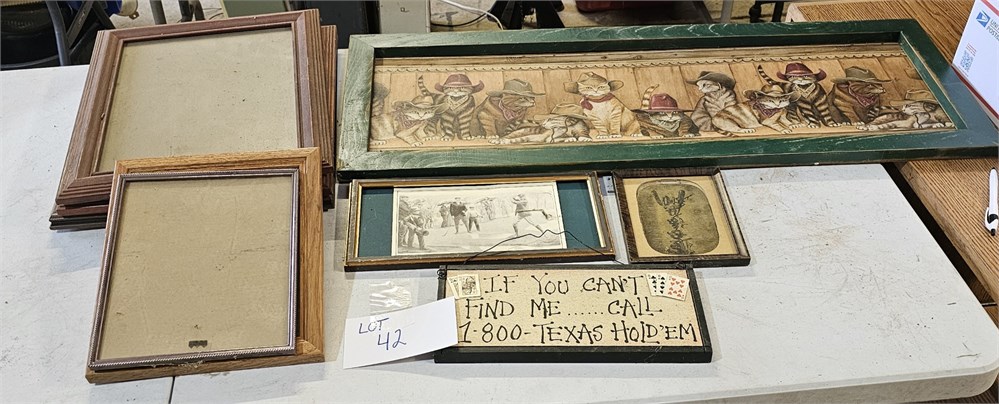 IF YOU CAN'T
FIND ME ...... CALL
1-800-TEXAS HOLD'EM
LOT
42